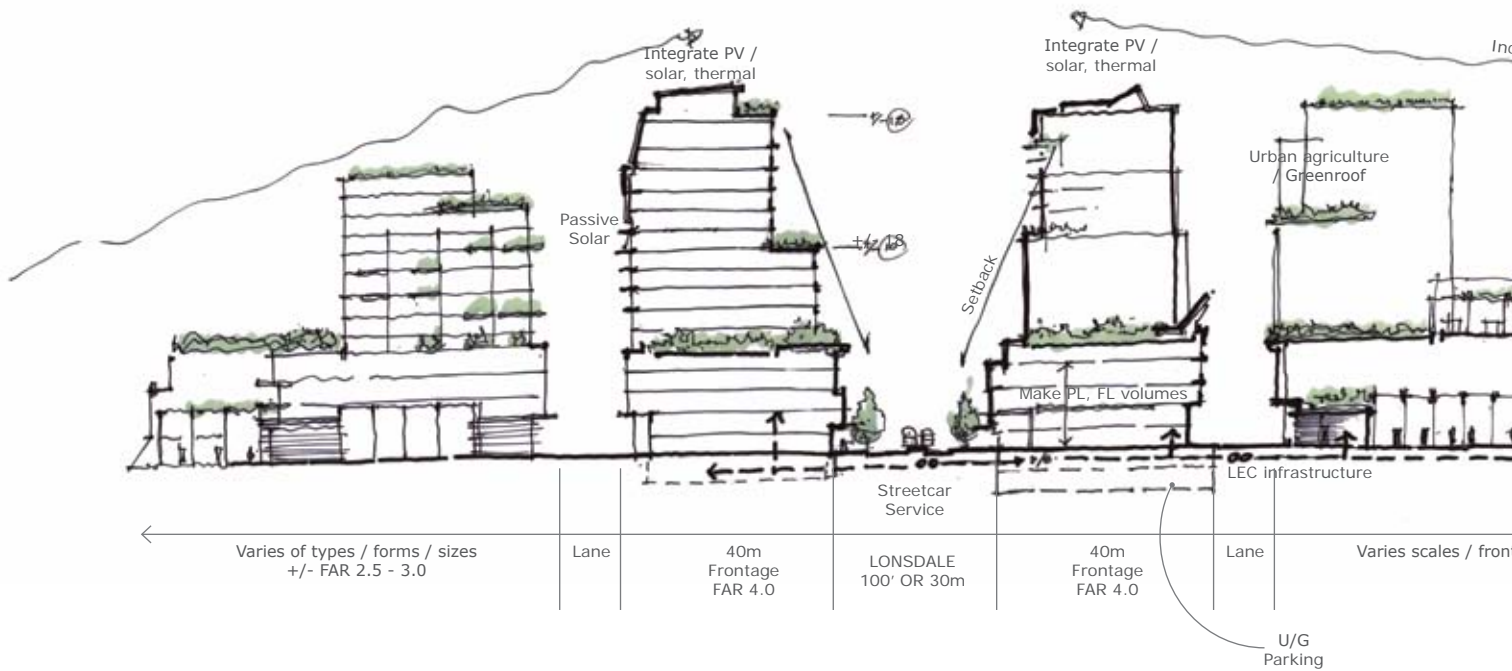 Integrate PV /
solar, thermal
Integrate PV /
solar, thermal
Urban agriculture
/ Greenroof
Passive
Solar
Setback
Make PL, FL volumes
LEC infrastructure
Streetcar
Service
Varies of types / forms / sizes
+/- FAR 2.5 - 3.0
Lane
40m
Frontage
FAR 4.0
LONSDALE
100' OR 30m
40m
Frontage
FAR 4.0
Lane
Varies scales /
U/G
Parking